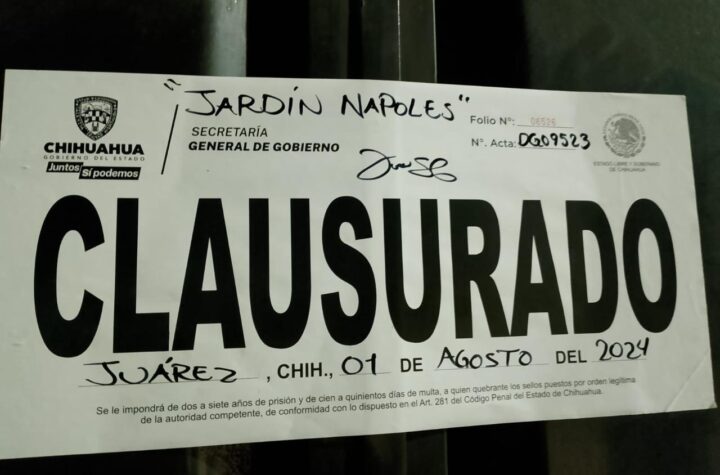 "JARDÍN NAPOLES"
CHIHUAHUA
GOBIERNO DEL ESTADO
Juntos Sí podemos
SECRETARÍA
GENERAL DE GOBIERNO
Folio N°: 06526
N°. Acta: DG09523
ESTADO LIBRE Y SOBERANO
DE CHIHUAHUA
CLAUSURADO
JUÁREZ, CHIH., 01 DE AGOSTO DEL 2024
Se le impondrá de dos a siete años de prisión y de cien a quinientos días de multa, a quien quebrante los sellos puestos por orden legítima
de la autoridad competente, de conformidad con lo dispuesto en el Art. 281 del Código Penal del Estado de Chihuahua.